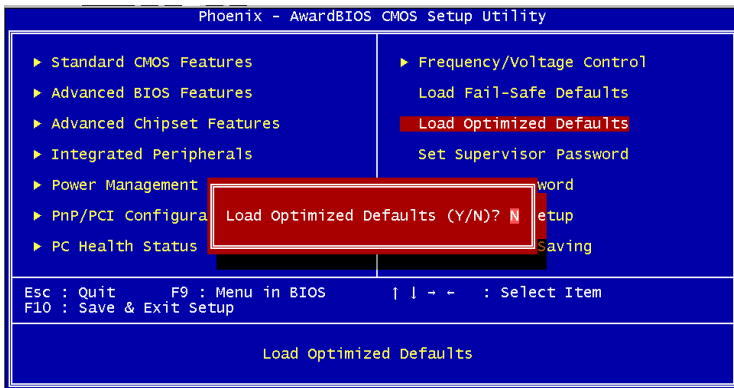 Phoenix - AwardBIOS CMOS Setup Utility
▶ Standard CMOS Features
▶ Advanced BIOS Features
▶ Advanced Chipset Features
▶ Integrated Peripherals
▶ Power Management
▶ PnP/PCI Configura
▶ PC Health Status
▶ Frequency/Voltage Control
Load Fail-Safe Defaults
Load Optimized Defaults
Set Supervisor Password
word
etup
Saving
Load Optimized Defaults (Y/N)? N
Esc : Quit F9 : Menu in BIOS ↑ ↓ → ← : Select Item
F10 : Save & Exit Setup
Load Optimized Defaults